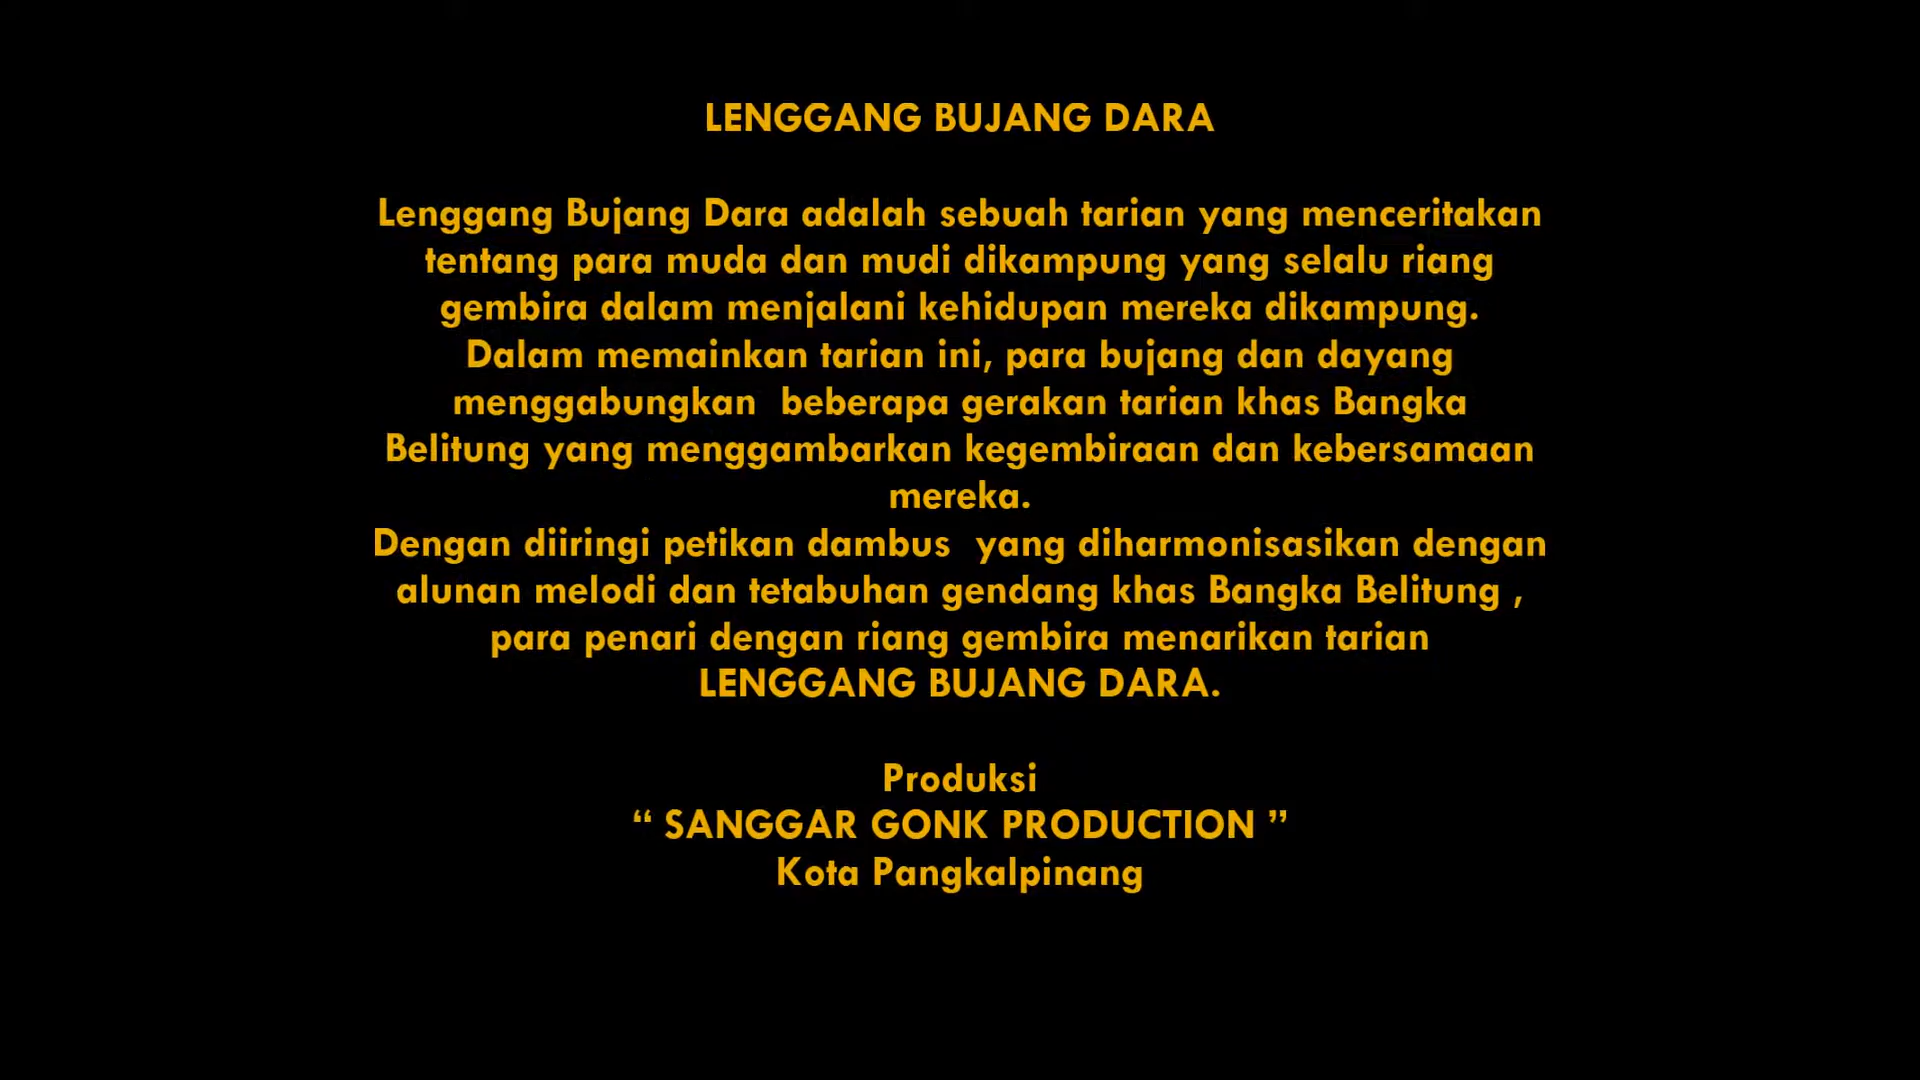 LENGGANG BUJANG DARA
Lenggang Bujang Dara adalah sebuah tarian yang menceritakan
tentang para muda dan mudi dikampung yang selalu riang
gembira dalam menjalani kehidupan mereka dikampung.
Dalam memainkan tarian ini, para bujang dan dayang
menggabungkan  beberapa gerakan tarian khas Bangka
Belitung yang menggambarkan kegembiraan dan kebersamaan
mereka.
Dengan diiringi petikan dambus  yang diharmonisasikan dengan
alunan melodi dan tetabuhan gendang khas Bangka Belitung ,
para penari dengan riang gembira menarikan tarian
LENGGANG BUJANG DARA.
Produksi
“ SANGGAR GONK PRODUCTION ”
Kota Pangkalpinang